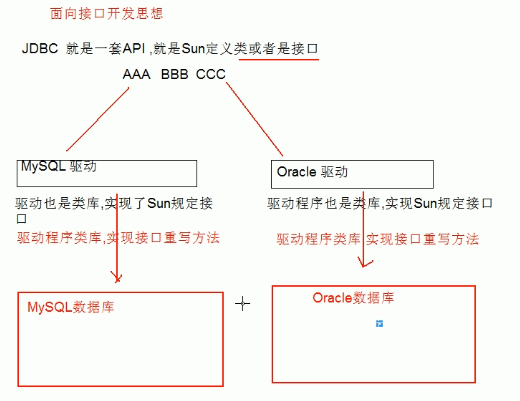 面向接口开发思想
JDBC 就是一套API ,就是Sun定义类或者是接口
AAA BBB CCC
MySQL 驱动
Oracle 驱动
驱动也是类库,实现了Sun规定接口
驱动程序也是类库,实现Sun规定接口
驱动程序类库,实现接口重写方法
驱动程序类库,实现接口重写方法
MySQL数据库
Oracle数据库